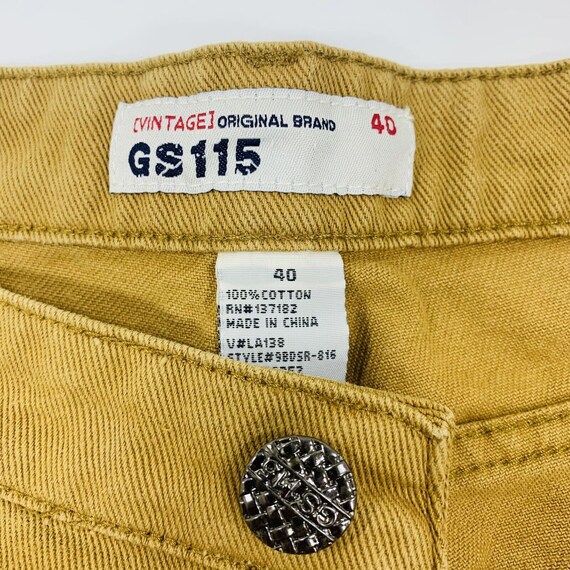 [VINTAGE] ORIGINAL BRAND 40
GS115
40
100%COTTON
RN#137182
MADE IN CHINA
V#LA138
STYLE#9BDSR-816